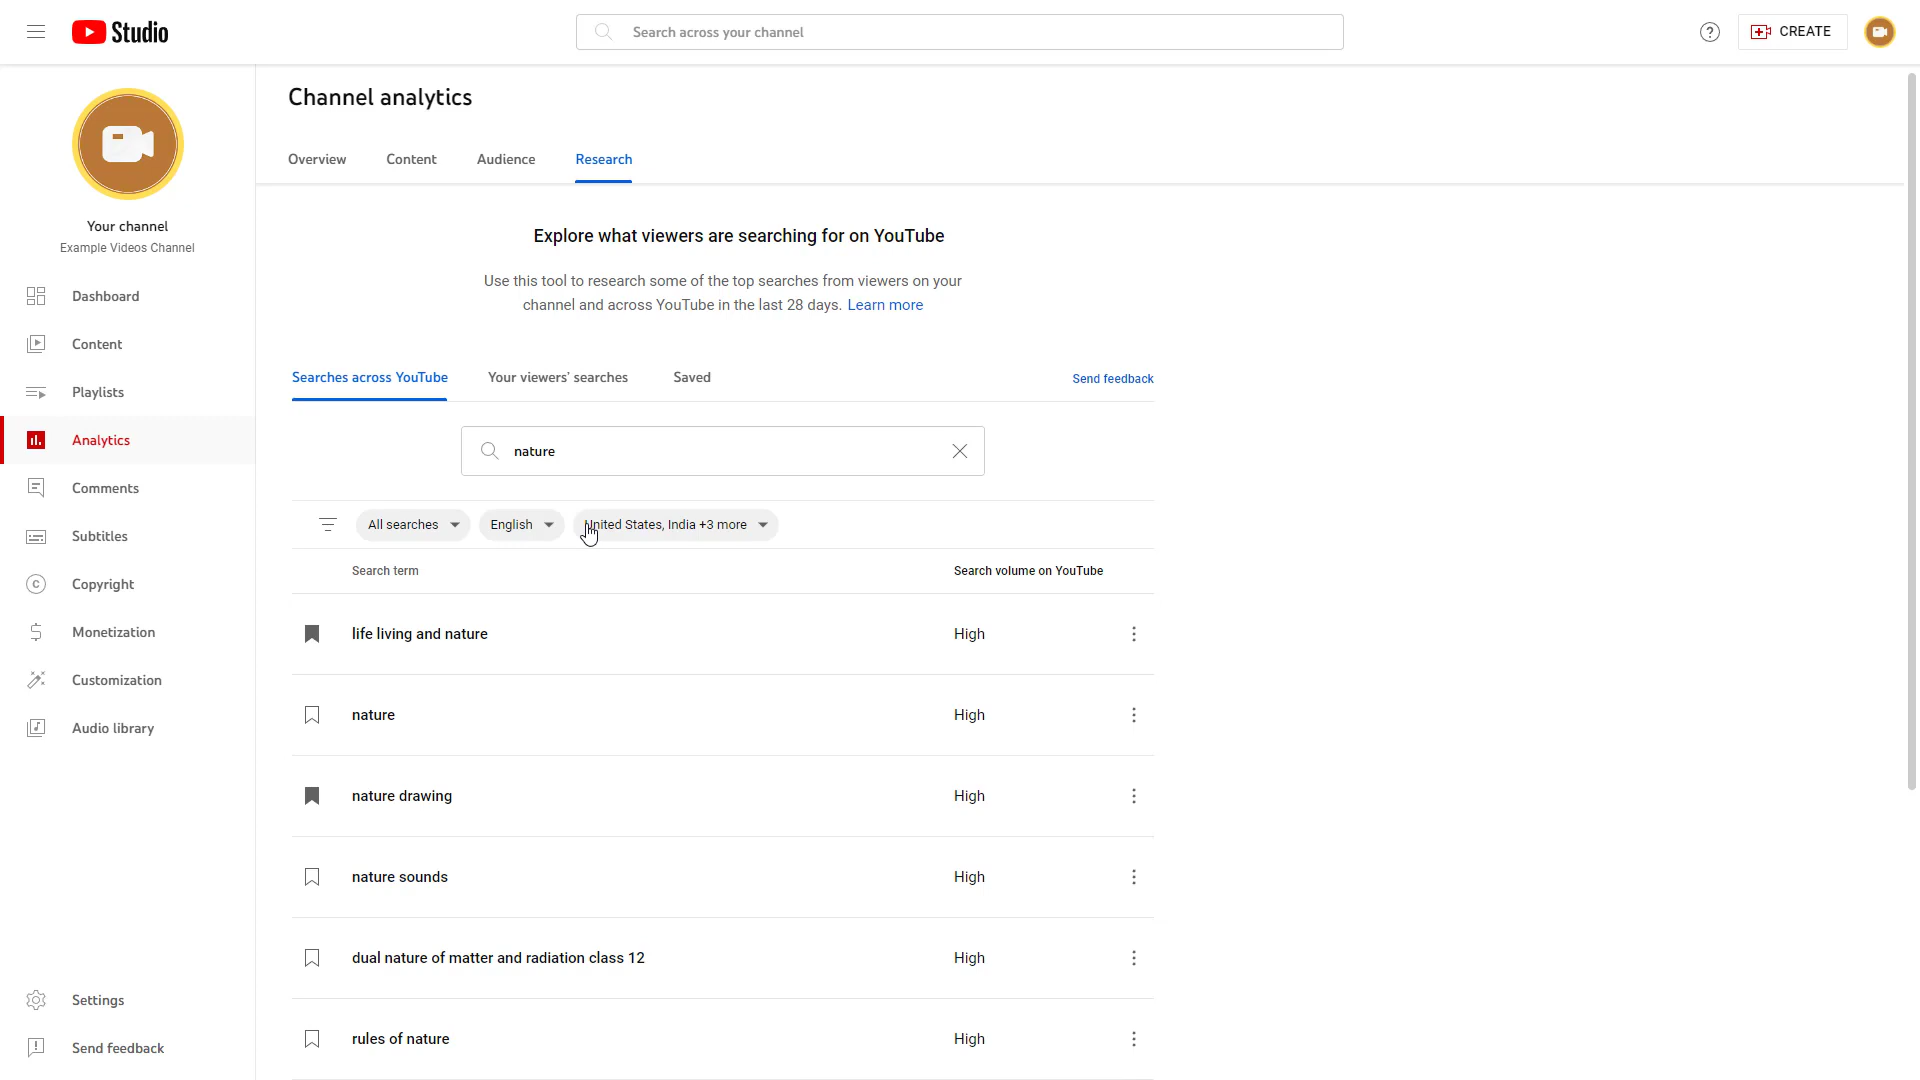 Studio
Search across your channel
CREATE
Your channel
Example Videos Channel
Dashboard
Content
Playlists
Analytics
Comments
Subtitles
Copyright
Monetization
Customization
Audio library
Settings
Send feedback
Channel analytics
Overview
Content
Audience
Research
Explore what viewers are searching for on YouTube
Use this tool to research some of the top searches from viewers on your
channel and across YouTube in the last 28 days. Learn more
Searches across YouTube
Your viewers' searches
Saved
Send feedback
nature
All searches
English
United States, India +3 more
Search term
Search volume on YouTube
life living and nature
High
nature
High
nature drawing
High
nature sounds
High
dual nature of matter and radiation class 12
High
rules of nature
High